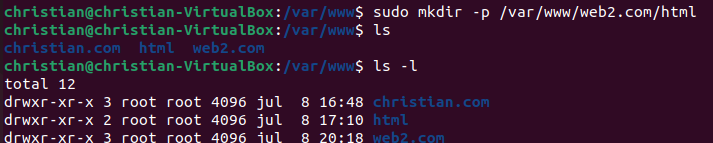 christian@christian-VirtualBox:/var/www$ sudo mkdir -p /var/www/web2.com/html
christian@christian-VirtualBox:/var/www$ ls
christian.com  html  web2.com
christian@christian-VirtualBox:/var/www$ ls -l
total 12
drwxr-xr-x 3 root root 4096 jul  8 16:48 christian.com
drwxr-xr-x 2 root root 4096 jul  8 17:10 html
drwxr-xr-x 3 root root 4096 jul  8 20:18 web2.com